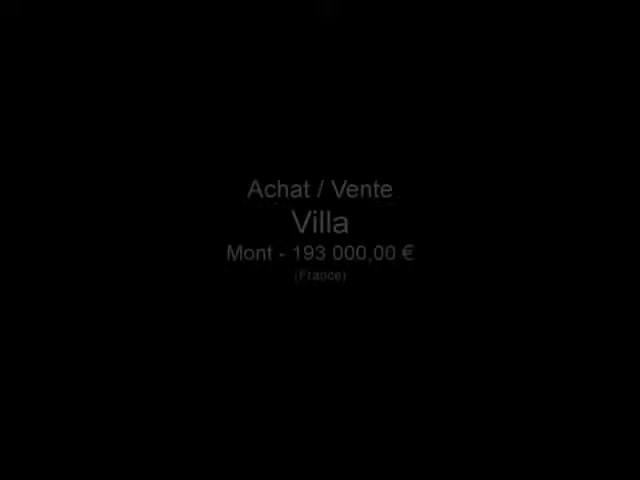 Achat / Vente
Villa
Mont - 193 000,00 €
(France)